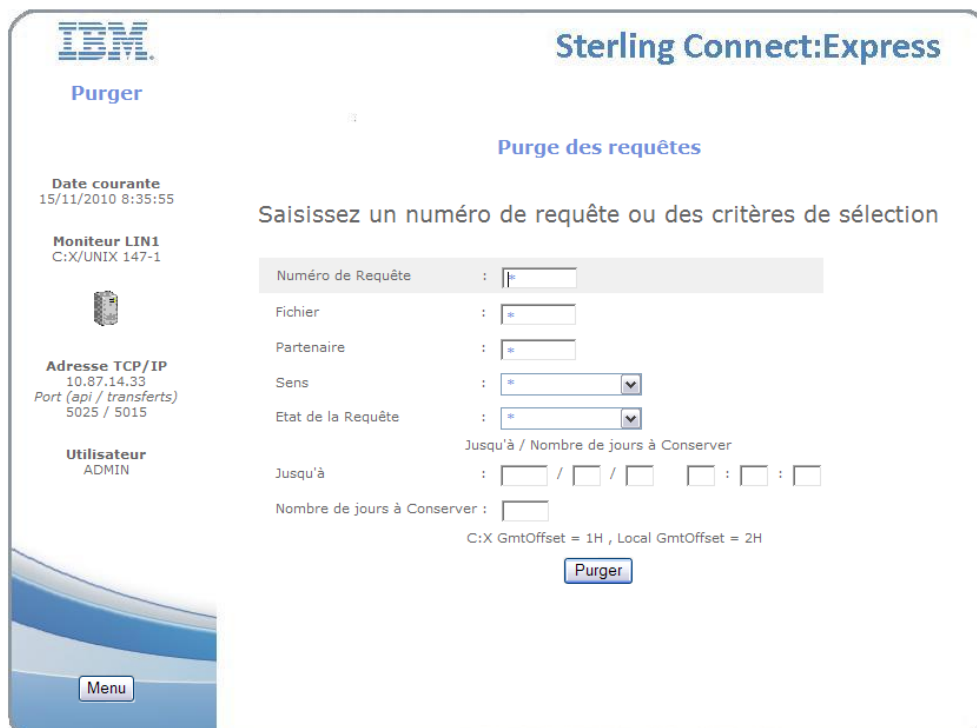 IBM.
Sterling Connect:Express
Purger
Purge des requêtes
Date courante
15/11/2010 8:35:55
Moniteur LIN1
C:X/UNIX 147-1
Adresse TCP/IP
10.87.14.33
Port (api / transferts)
5025 / 5015
Utilisateur
ADMIN
Menu
Saisissez un numéro de requête ou des critères de sélection
Numéro de Requête : *
Fichier : *
Partenaire : *
Sens : *
Etat de la Requête : *
Jusqu'à / Nombre de jours à Conserver
Jusqu'à : / / : :
Nombre de jours à Conserver :
C:X GmtOffset = 1H , Local GmtOffset = 2H
Purger